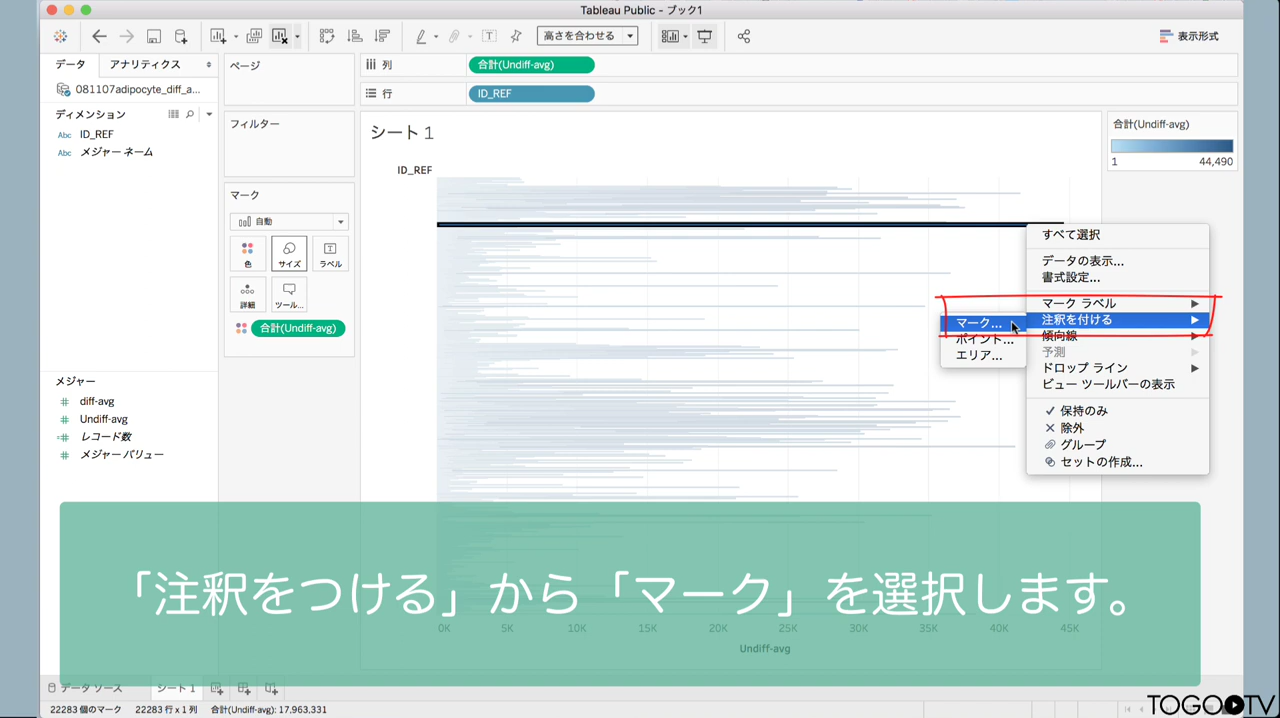 Tableau Public - ブック1
高さを合わせる
表示形式
データ
アナリティクス
081107adipocyte_diff_a...
ディメンション
Abc ID_REF
Abc メジャー ネーム
メジャー
diff-avg
Undiff-avg
レコード数
メジャー バリュー
ページ
フィルター
マーク
自動
色
サイズ
ラベル
詳細
ツール...
合計(Undiff-avg)
列
合計(Undiff-avg)
行
ID_REF
シート 1
ID_REF
合計(Undiff-avg)
1
44,490
すべて選択
データの表示...
書式設定...
マーク ラベル
注釈を付ける
傾向線
予測
ドロップ ライン
ビュー ツールバーの表示
保持のみ
除外
グループ
セットの作成...
マーク...
ポイント...
エリア...
「注釈をつける」から「マーク」を選択します。
0K 5K 10K 15K 20K 25K 30K 35K 40K 45K
Undiff-avg
データ ソース
シート 1
22283 個のマーク
22283 行 x 1 列
合計(Undiff-avg): 17,963,331
TOGOTV